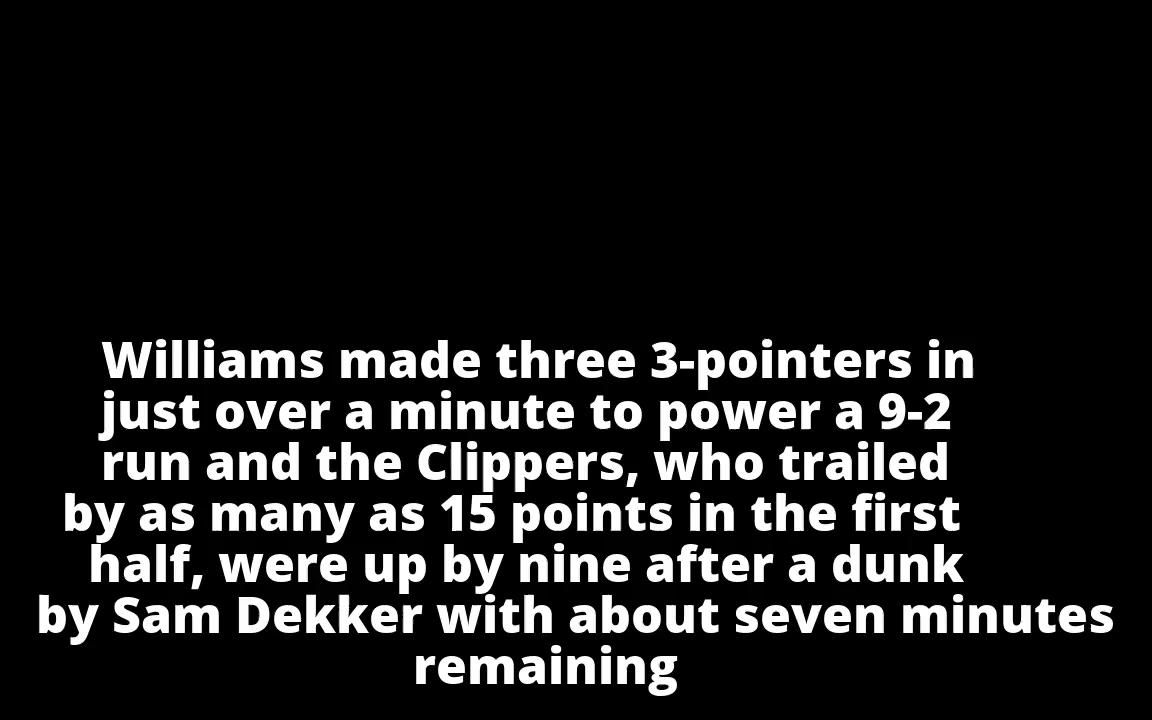 Williams made three 3-pointers in
just over a minute to power a 9-2
run and the Clippers, who trailed
by as many as 15 points in the first
half, were up by nine after a dunk
by Sam Dekker with about seven minutes
remaining